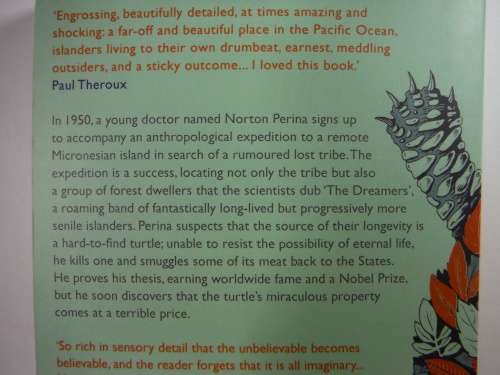 ‘Engrossing, beautifully detailed, at times amazing and
shocking: a far-off and beautiful place in the Pacific Ocean,
islanders living to their own drumbeat, earnest, meddling
outsiders, and a sticky outcome... I loved this book.’
Paul Theroux
In 1950, a young doctor named Norton Perina signs up
to accompany an anthropological expedition to a remote
Micronesian island in search of a rumoured lost tribe. The
expedition is a success, locating not only the tribe but also
a group of forest dwellers that the scientists dub ‘The Dreamers’,
a roaming band of fantastically long-lived but progressively more
senile islanders. Perina suspects that the source of their longevity is
a hard-to-find turtle; unable to resist the possibility of eternal life,
he kills one and smuggles some of its meat back to the States.
He proves his thesis, earning worldwide fame and a Nobel Prize,
but he soon discovers that the turtle’s miraculous property
comes at a terrible price.
‘So rich in sensory detail that the unbelievable becomes
believable, and the reader forgets that it is all imaginary...